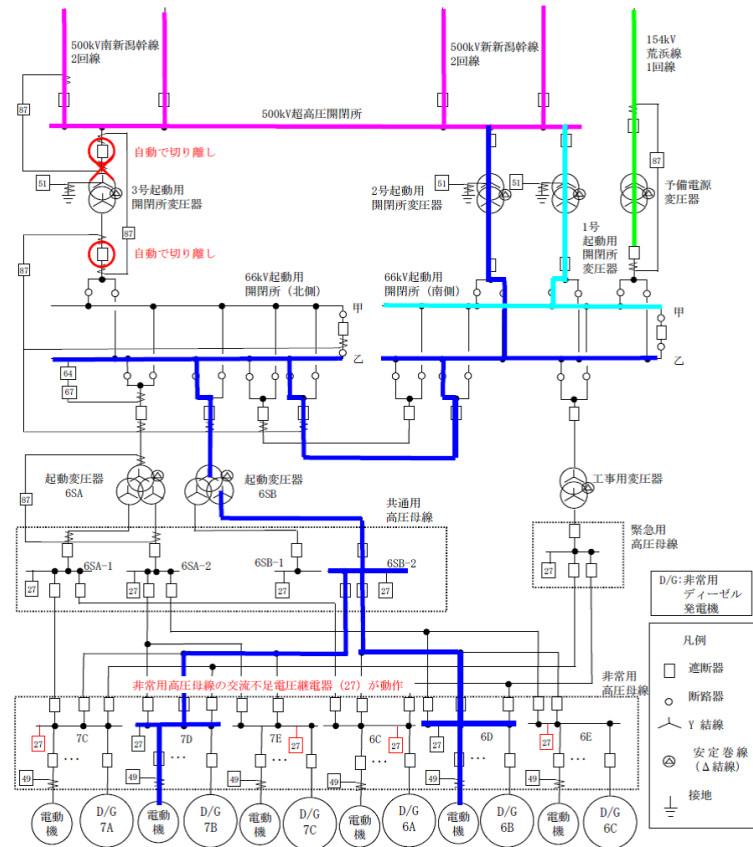 500kV南新潟幹線
2回線
500kV新新潟幹線
2回線
154kV
荒浜線
1回線
87
500kV超高圧開閉所
自動で切り離し
87
51
3号起動用
開閉所変圧器
51
2号起動用
開閉所変圧器
51
予備電源
変圧器
87
自動で切り離し
87
1号
起動用
開閉所
変圧器
66kV起動用
開閉所(北側)
66kV起動用
開閉所(南側)
甲
甲
乙
乙
64
67
起動変圧器
6SA
起動変圧器
6SB
工事用変圧器
87
共通用
高圧母線
緊急用
高圧母線
6SA-1
6SA-2
6SB-1
6SB-2
27
27
27
27
27
D/G:非常用
ディーゼル
発電機
凡例
遮断器
断路器
Y 結線
安定巻線
(Δ結線)
接地
非常用高圧母線の交流不足電圧継電器(27)が動作
非常用
高圧母線
7C
7D
7E
6C
6D
6E
27
27
27
27
27
27
…
…
…
…
…
…
49
49
49
49
49
49
電動機
D/G
7A
電動機
D/G
7B
電動機
D/G
7C
電動機
D/G
6A
電動機
D/G
6B
電動機
D/G
6C